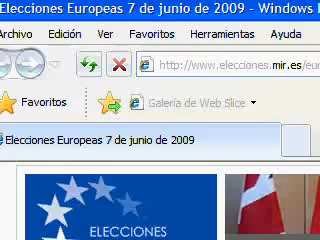 Elecciones Europeas 7 de junio de 2009 - Windows
Archivo Edición Ver Favoritos Herramientas Ayuda
http://www.elecciones.mir.es/eur
Favoritos Galería de Web Slice
Elecciones Europeas 7 de junio de 2009
ELECCIONES